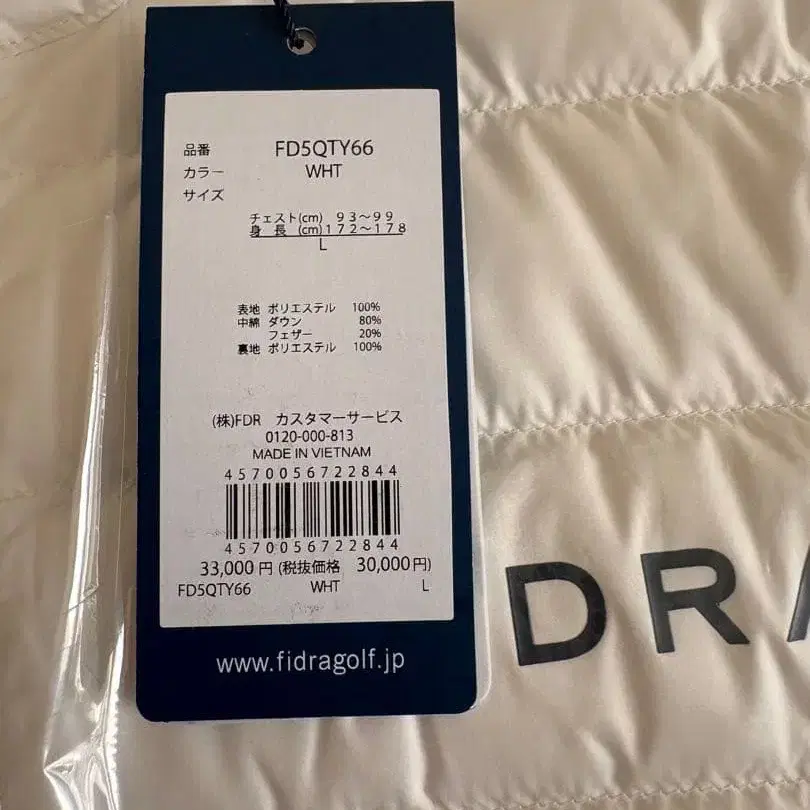 品番 FD5QTY66
カラー WHT
サイズ
チェスト(cm) 93〜99
身 長 (cm)172〜178
L
表地 ポリエステル 100%
中綿 ダウン 80%
フェザー 20%
裏地 ポリエステル 100%
(株)FDR カスタマーサービス
0120-000-813
MADE IN VIETNAM
4570056722844
4570056722844
33,000円(税抜価格 30,000円)
FD5QTY66 WHT L
www.fidragolf.jp
DRA